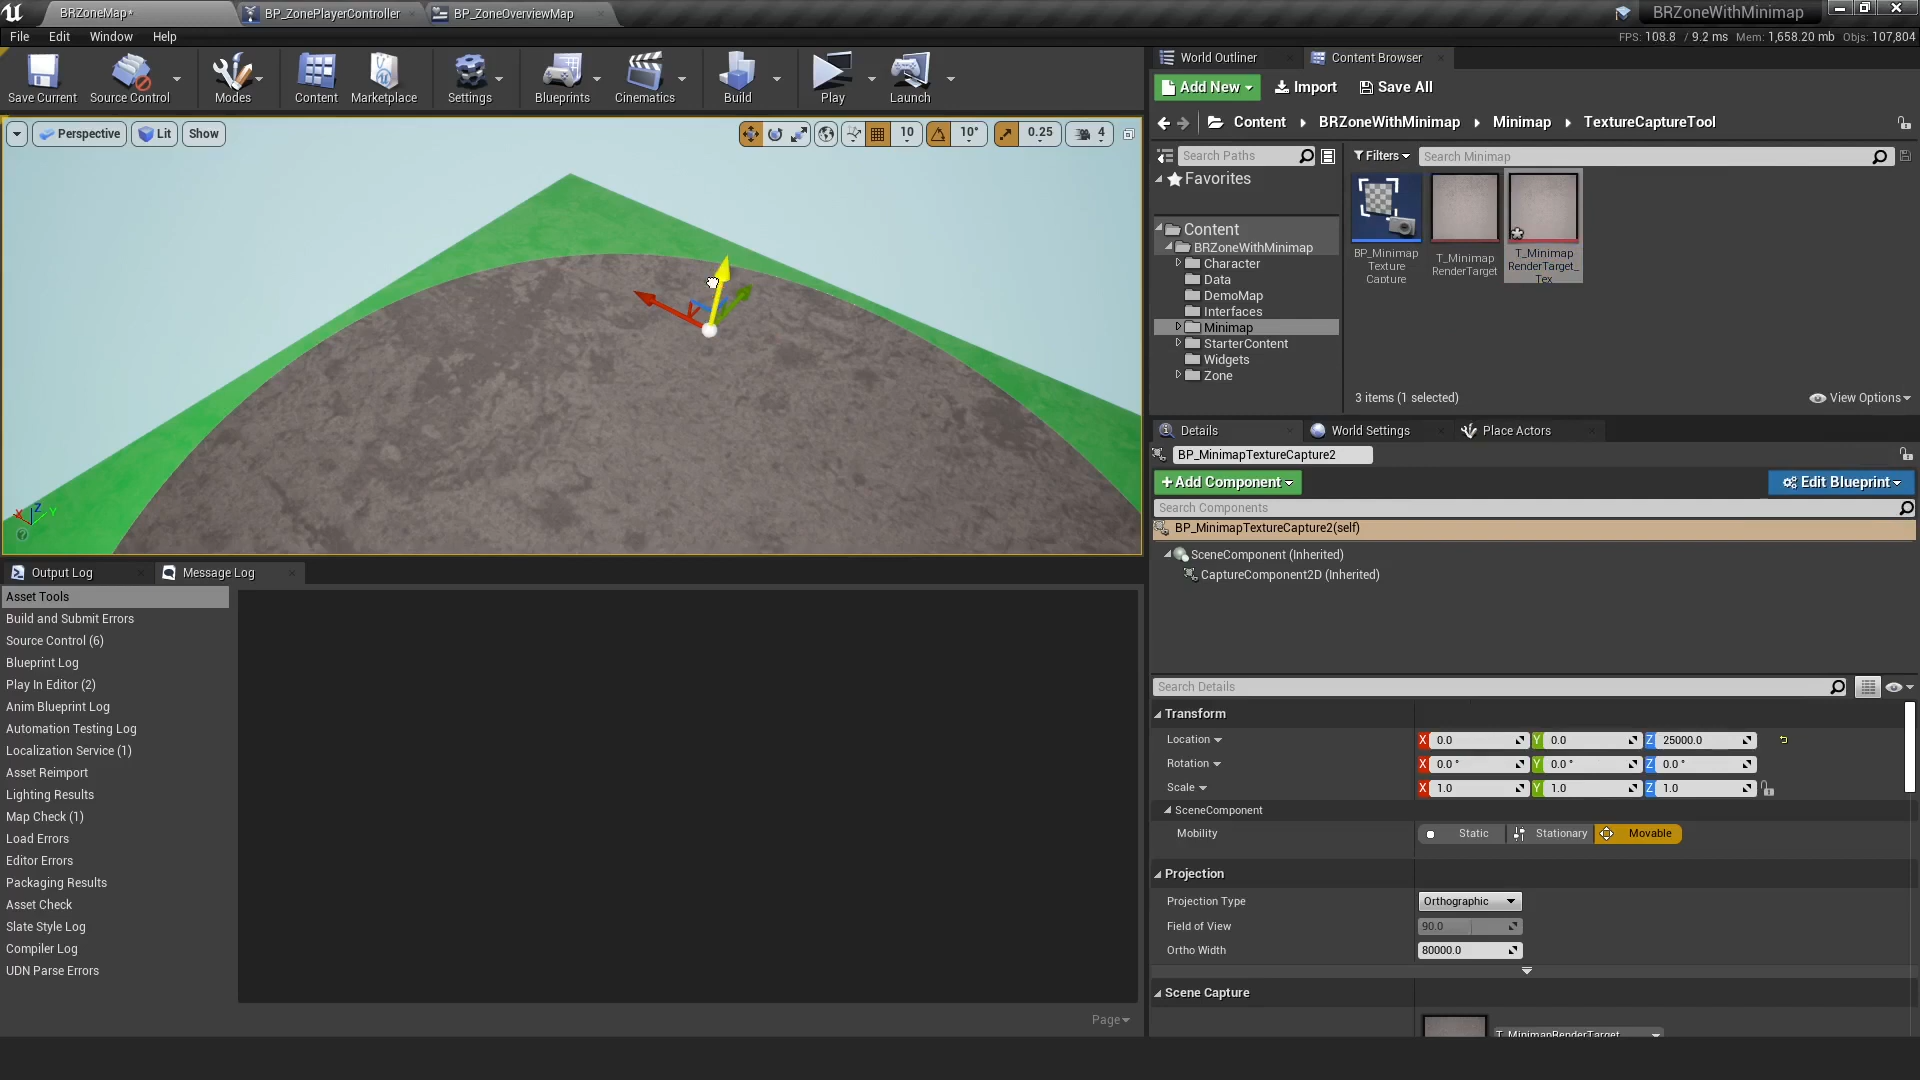 BRZoneMap*
BP_ZonePlayerController
BP_ZoneOverviewMap
BRZoneWithMinimap
File
Edit
Window
Help
FPS: 108.8 / 9.2 ms Mem: 1,658.20 mb Objs: 107,804
Save Current
Source Control
Modes
Content
Marketplace
Settings
Blueprints
Cinematics
Build
Play
Launch
Perspective
Lit
Show
10
10°
0.25
4
X
Z
Y
World Outliner
Content Browser
Add New
Import
Save All
Content
BRZoneWithMinimap
Minimap
TextureCaptureTool
Search Paths
Filters
Search Minimap
Favorites
Content
BRZoneWithMinimap
Character
Data
DemoMap
Interfaces
Minimap
StarterContent
Widgets
Zone
BP_Minimap
Texture
Capture
T_Minimap
RenderTarget
T_Minimap
RenderTarget_
Tex
3 items (1 selected)
View Options
Details
World Settings
Place Actors
BP_MinimapTextureCapture2
+Add Component
Edit Blueprint
Search Components
BP_MinimapTextureCapture2(self)
SceneComponent (Inherited)
CaptureComponent2D (Inherited)
Search Details
Transform
Location
X 0.0
Y 0.0
Z 25000.0
Rotation
X 0.0 °
Y 0.0 °
Z 0.0 °
Scale
X 1.0
Y 1.0
Z 1.0
SceneComponent
Mobility
Static
Stationary
Movable
Projection
Projection Type
Orthographic
Field of View
90.0
Ortho Width
80000.0
Scene Capture
T_MinimapRenderTarget
Output Log
Message Log
Asset Tools
Build and Submit Errors
Source Control (6)
Blueprint Log
Play In Editor (2)
Anim Blueprint Log
Automation Testing Log
Localization Service (1)
Asset Reimport
Lighting Results
Map Check (1)
Load Errors
Editor Errors
Packaging Results
Asset Check
Slate Style Log
Compiler Log
UDN Parse Errors
Page